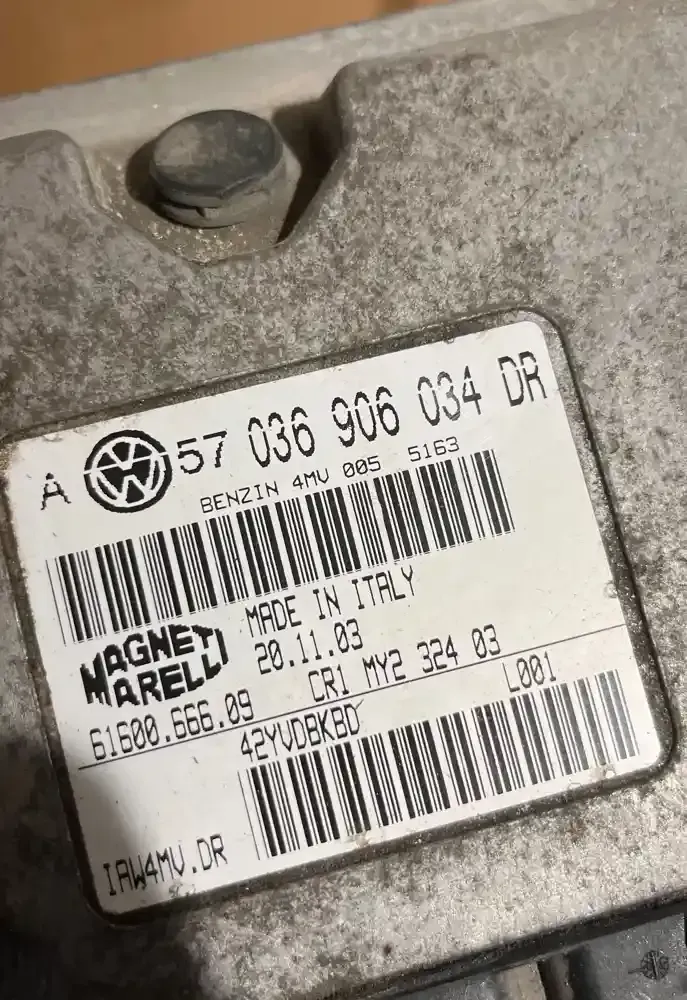 A 57 036 906 034 DR
BENZIN 4MV 005 5163
MAGNETI MARELLI
MADE IN ITALY
20.11.03
61600.666.09
CR1 MY2 324 03
42YVDBKBD
L001
IAW4MV.DR